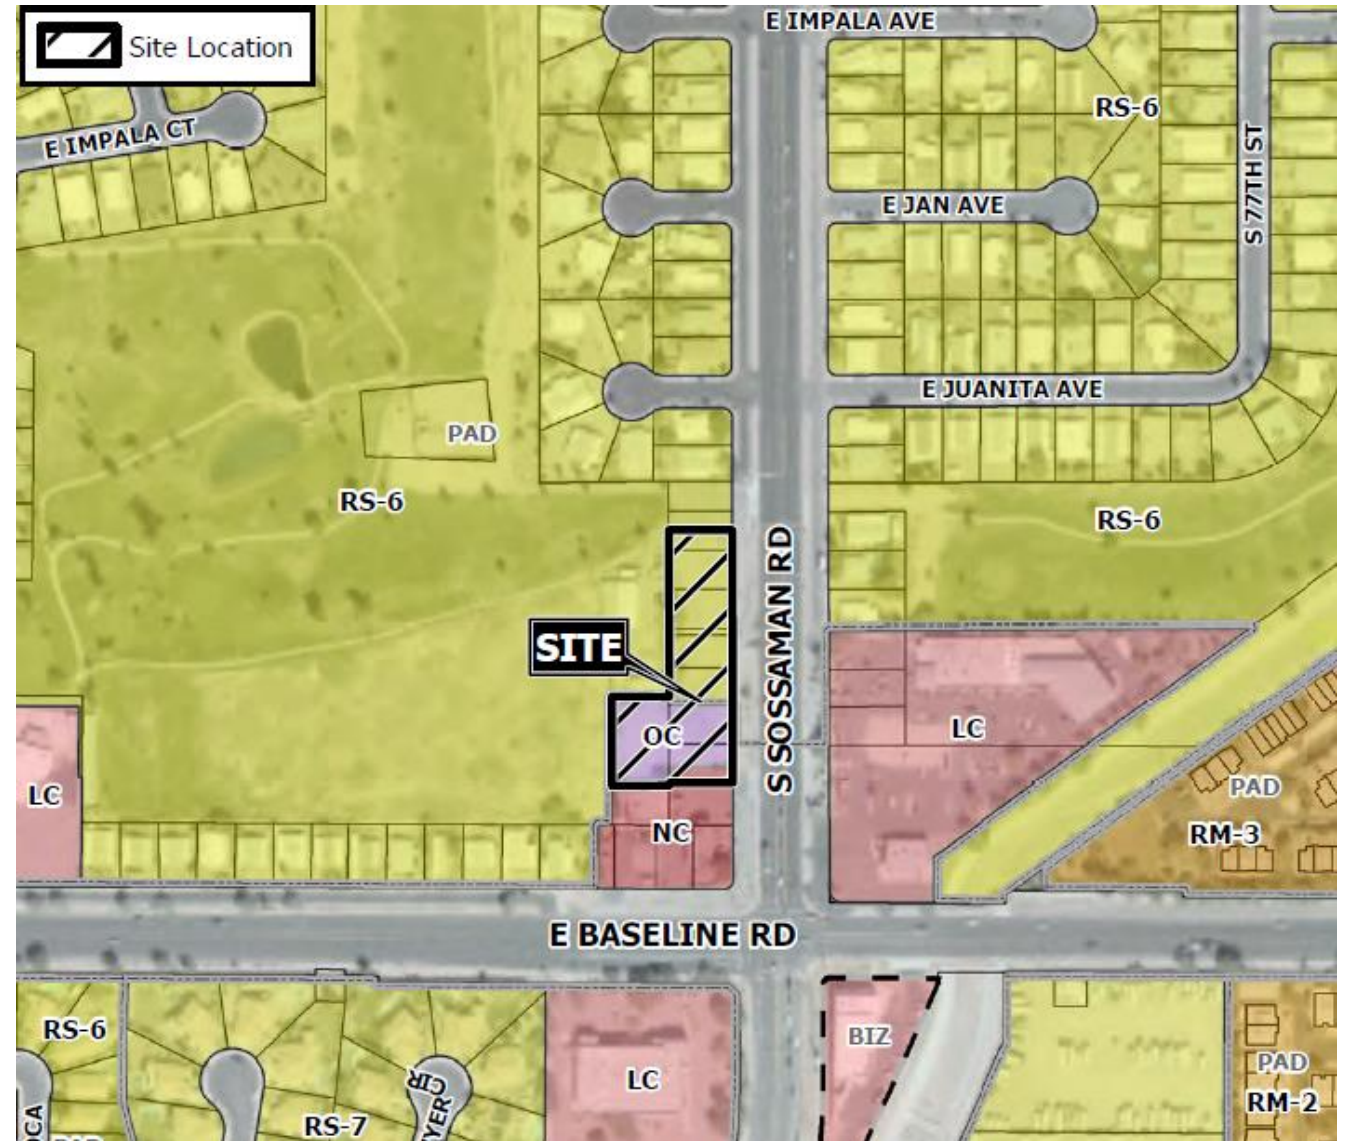 Site Location
E IMPALA AVE
E IMPALA CT
RS-6
E JAN AVE
S 77TH ST
E JUANITA AVE
PAD
RS-6
RS-6
S SOSSAMAN RD
SITE
OC
LC
LC
PAD
NC
RM-3
E BASELINE RD
RS-6
BIZ
LC
PAD
RM-2
CIR
RS-7